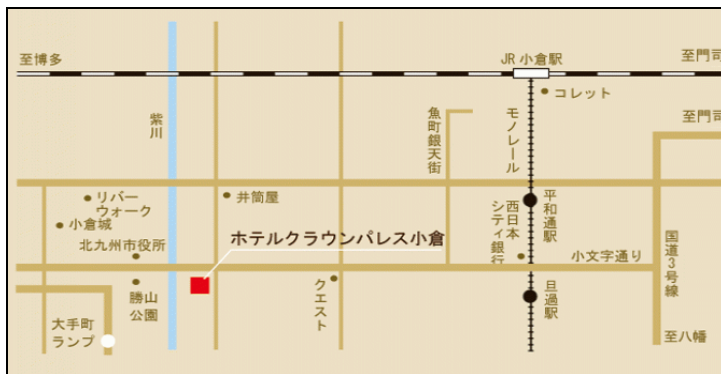 至博多
JR小倉駅
至門司
コレット
至門司
紫川
魚町銀天街
モノレール
リバー
ウォーク
井筒屋
小倉城
平和通駅
西日本
シティ銀行
北九州市役所
ホテルクラウンパレス小倉
小文字通り
国道3号線
勝山
公園
クエスト
旦過駅
大手町
ランプ
至八幡